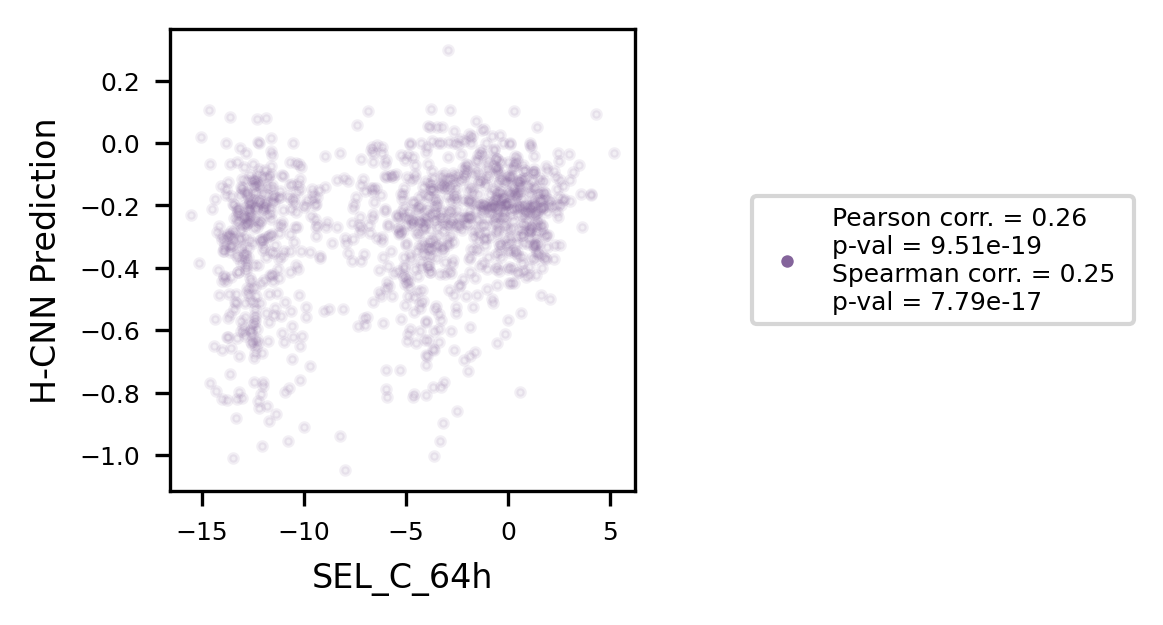 0.2
0.0
−0.2
−0.4
−0.6
−0.8
−1.0
H-CNN Prediction
−15
−10
−5
0
5
SEL_C_64h
Pearson corr. = 0.26
p-val = 9.51e-19
Spearman corr. = 0.25
p-val = 7.79e-17